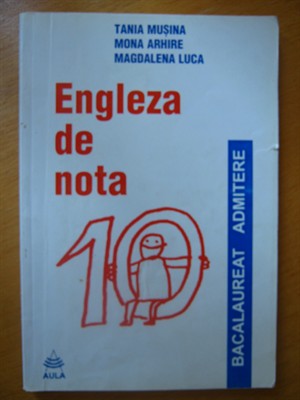 TANIA MUȘINA
MONA ARHIRE
MAGDALENA LUCA
Engleza
de
nota
10
BACALAUREAT ADMITERE
AULA